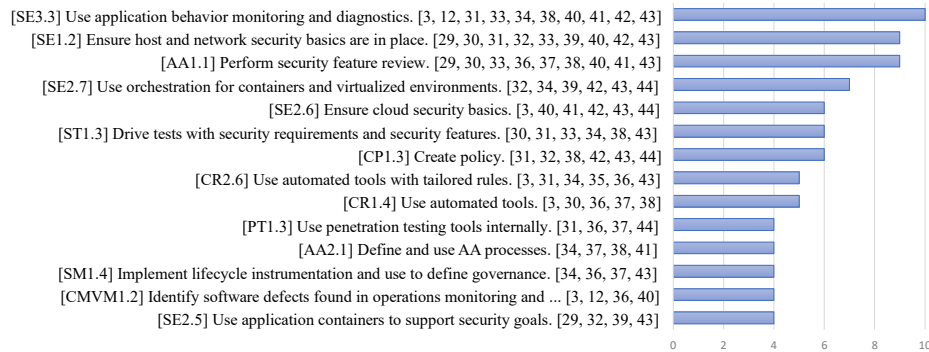 [SE3.3] Use application behavior monitoring and diagnostics. [3, 12, 31, 33, 34, 38, 40, 41, 42, 43]
[SE1.2] Ensure host and network security basics are in place. [29, 30, 31, 32, 33, 39, 40, 42, 43]
[AA1.1] Perform security feature review. [29, 30, 33, 36, 37, 38, 40, 41, 43]
[SE2.7] Use orchestration for containers and virtualized environments. [32, 34, 39, 42, 43, 44]
[SE2.6] Ensure cloud security basics. [3, 40, 41, 42, 43, 44]
[ST1.3] Drive tests with security requirements and security features. [30, 31, 33, 34, 38, 43]
[CP1.3] Create policy. [31, 32, 38, 42, 43, 44]
[CR2.6] Use automated tools with tailored rules. [3, 31, 34, 35, 36, 43]
[CR1.4] Use automated tools. [3, 30, 36, 37, 38]
[PT1.3] Use penetration testing tools internally. [31, 36, 37, 44]
[AA2.1] Define and use AA processes. [34, 37, 38, 41]
[SM1.4] Implement lifecycle instrumentation and use to define governance. [34, 36, 37, 43]
[CMVM1.2] Identify software defects found in operations monitoring and ... [3, 12, 36, 40]
[SE2.5] Use application containers to support security goals. [29, 32, 39, 43]
0 2 4 6 8 10